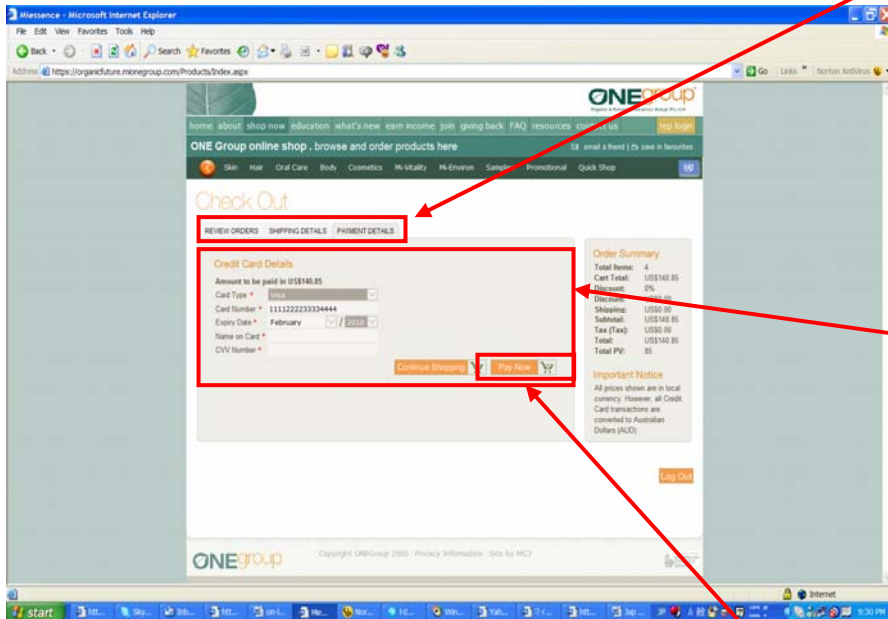 Miessence - Microsoft Internet Explorer
File Edit View Favorites Tools Help
Back Search Favorites
Address https://organicfuture.mionegroup.com/Products/Index.aspx Go Links Norton AntiVirus
ONEgroup
home about shop now education what's new earn income join giving back FAQ resources contact us rep login
ONE Group online shop . browse and order products here email a friend | save in favourites
Skin Hair Oral Care Body Cosmetics Mi-Vitality Mi-Environ Samples Promotional Quick Shop
Check Out
REVIEW ORDERS SHIPPING DETAILS PAYMENT DETAILS
Credit Card Details
Amount to be paid in US$140.85
Card Type * Visa
Card Number * 1111222233334444
Expiry Date * February / 2010
Name on Card *
CVV Number *
Continue Shopping Pay Now
Order Summary
Total Items: 4
Cart Total: US$140.85
Discount: 0%
Discount: US$0.00
Shipping: US$0.00
Subtotal: US$140.85
Tax (Tax): US$0.00
Total: US$140.85
Total PV: 85
Important Notice
All prices shown are in local
currency. However, all Credit
Card transactions are
converted to Australian
Dollars (AUD)
Log Out
ONEgroup
Copyright ONEGroup 2005 Privacy Information Site by MC3
Internet
start 9:30 PM